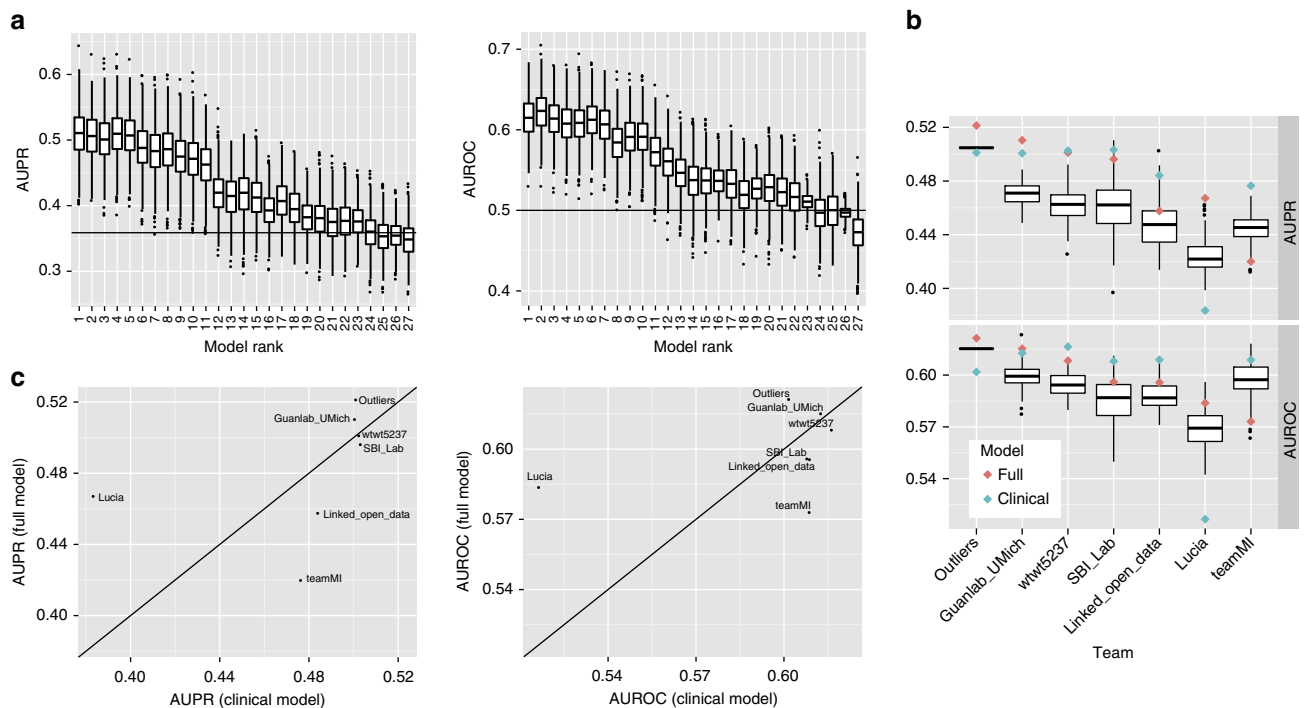 a
AUPR
0.6
0.5
0.4
0.3
1 2 3 4 5 6 7 8 9 10 11 12 13 14 15 16 17 18 19 20 21 22 23 24 25 26 27
Model rank
AUROC
0.7
0.6
0.5
0.4
1 2 3 4 5 6 7 8 9 10 11 12 13 14 15 16 17 18 19 20 21 22 23 24 25 26 27
Model rank
b
0.52
0.48
0.44
0.40
AUPR
0.60
0.57
0.54
AUROC
Model
Full
Clinical
Outliers
Guanlab_UMich
wtwt5237
SBI_Lab
Linked_open_data
Lucia
teamMI
Team
c
AUPR (full model)
0.52
0.48
0.44
0.40
Outliers
Guanlab_UMich
wtwt5237
SBI_Lab
Lucia
Linked_open_data
teamMI
0.40 0.44 0.48 0.52
AUPR (clinical model)
AUROC (full model)
0.60
0.57
0.54
Outliers
Guanlab_UMich
wtwt5237
SBI_Lab
Linked_open_data
Lucia
teamMI
0.54 0.57 0.60
AUROC (clinical model)